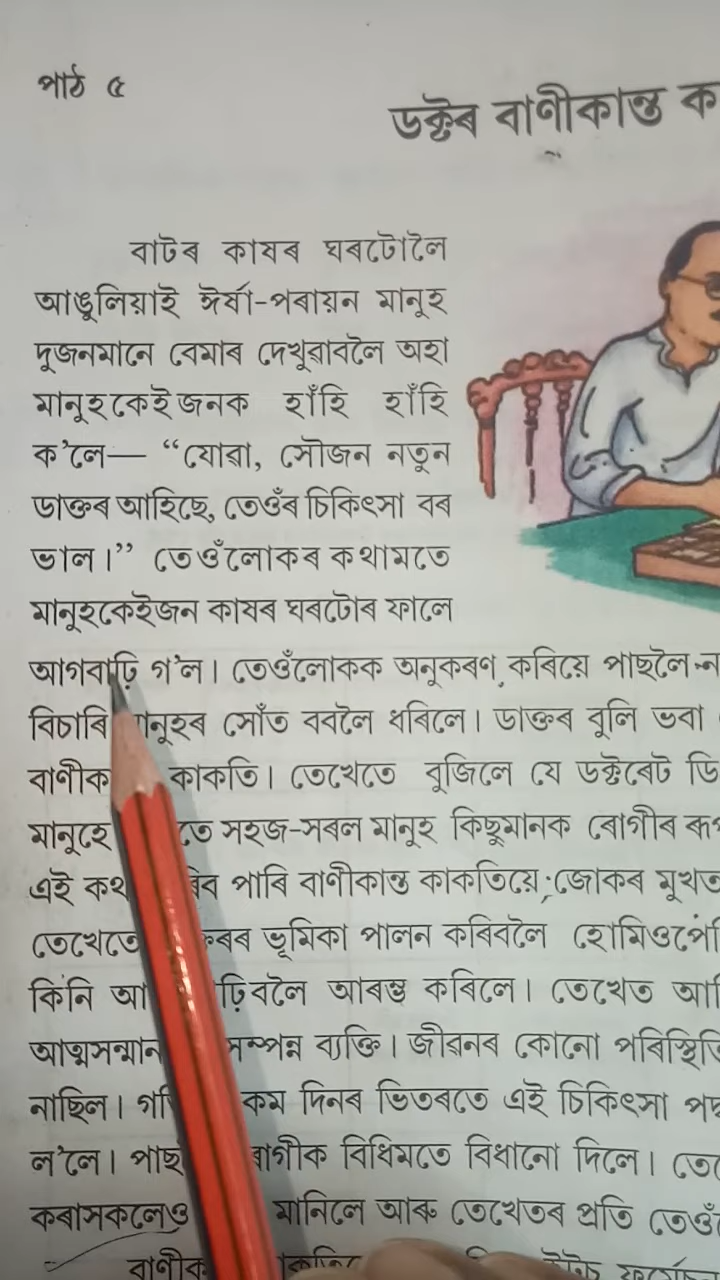 পাঠ ৫
ডক্টৰ বাণীকান্ত ক
বাটৰ কাষৰ ঘৰটোলৈ
আঙুলিয়াই ঈৰ্ষা-পৰায়ন মানুহ
দুজনমানে বেমাৰ দেখুৱাবলৈ অহা
মানুহকেইজনক হাঁহি হাঁহি
ক'লে— “যোৱা, সৌজন নতুন
ডাক্তৰ আহিছে, তেওঁৰ চিকিৎসা বৰ
ভাল।” তেওঁলোকৰ কথামতে
মানুহকেইজন কাষৰ ঘৰটোৰ ফালে
আগবাঢ়ি গ'ল। তেওঁলোকক অনুকৰণ কৰিয়ে পাছলৈ ন
বিচাৰি মানুহৰ সোঁত ববলৈ ধৰিলে। ডাক্তৰ বুলি ভবা
বাণীক কাকতি। তেখেতে বুজিলে যে ডক্টৰেট ডি
মানুহে তে সহজ-সৰল মানুহ কিছুমানক ৰোগীৰ ৰূপ
এই কথ পাৰি বাণীকান্ত কাকতিয়ে; জোকৰ মুখত
তেখেতে ভূমিকা পালন কৰিবলৈ হোমিওপে
কিনি আ ঢ়িবলৈ আৰম্ভ কৰিলে। তেখেত আ
আত্মসন্মান সম্পন্ন ব্যক্তি। জীৱনৰ কোনো পৰিস্থিতি
নাছিল। গতি কম দিনৰ ভিতৰতে এই চিকিৎসা পদ্ধ
ল'লে। পাছ ৰোগীক বিধিমতে বিধানো দিলে। তে
কৰাসকলেও মানিলে আৰু তেখেতৰ প্ৰতি তেওঁ
বাণীক